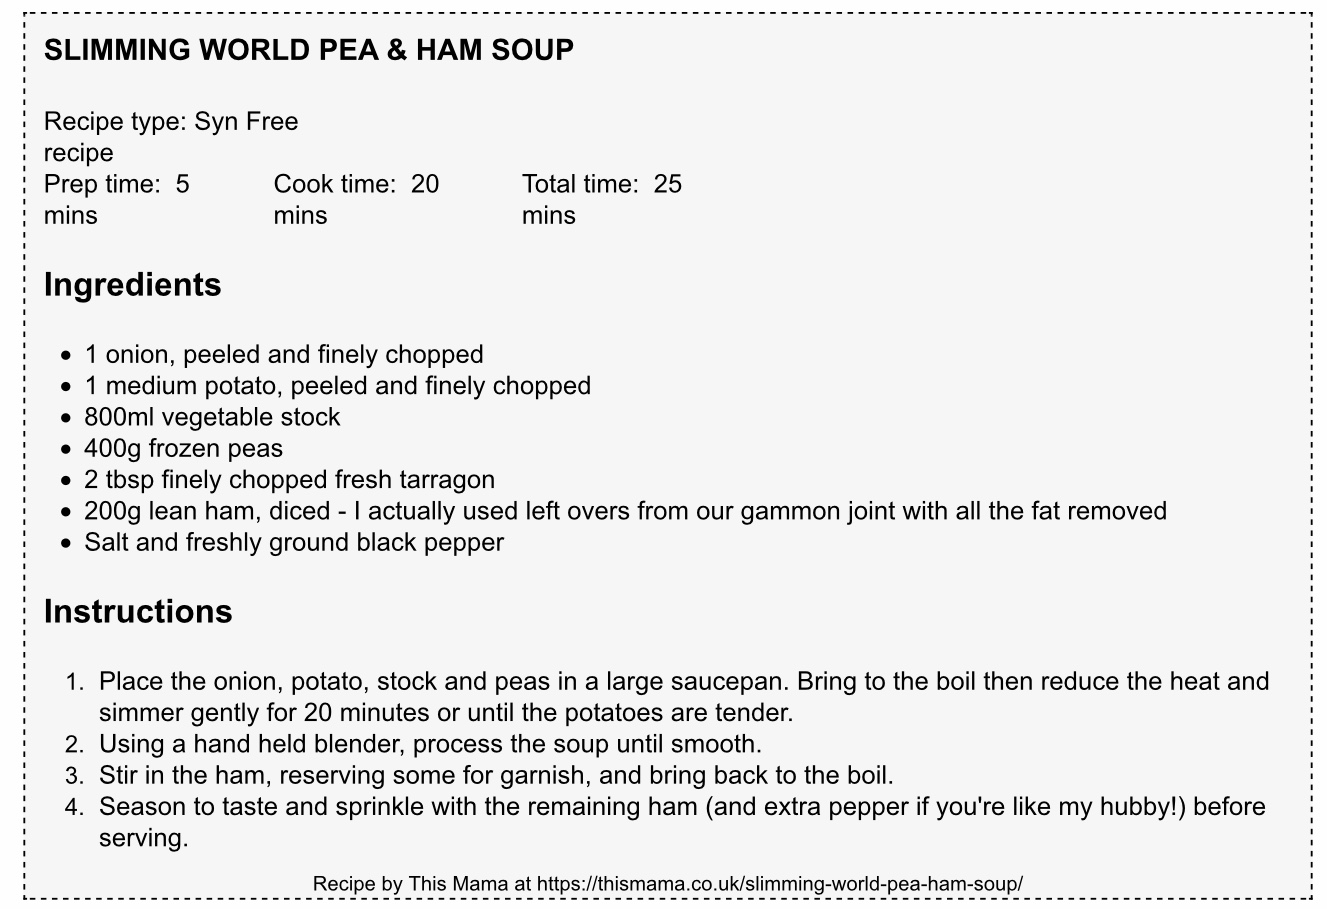 SLIMMING WORLD PEA & HAM SOUP
Recipe type: Syn Free
recipe
Prep time:  5 Cook time:  20 Total time:  25
mins mins mins
Ingredients
• 1 onion, peeled and finely chopped
• 1 medium potato, peeled and finely chopped
• 800ml vegetable stock
• 400g frozen peas
• 2 tbsp finely chopped fresh tarragon
• 200g lean ham, diced - I actually used left overs from our gammon joint with all the fat removed
• Salt and freshly ground black pepper
Instructions
1. Place the onion, potato, stock and peas in a large saucepan. Bring to the boil then reduce the heat and
simmer gently for 20 minutes or until the potatoes are tender.
2. Using a hand held blender, process the soup until smooth.
3. Stir in the ham, reserving some for garnish, and bring back to the boil.
4. Season to taste and sprinkle with the remaining ham (and extra pepper if you're like my hubby!) before
serving.
Recipe by This Mama at https://thismama.co.uk/slimming-world-pea-ham-soup/